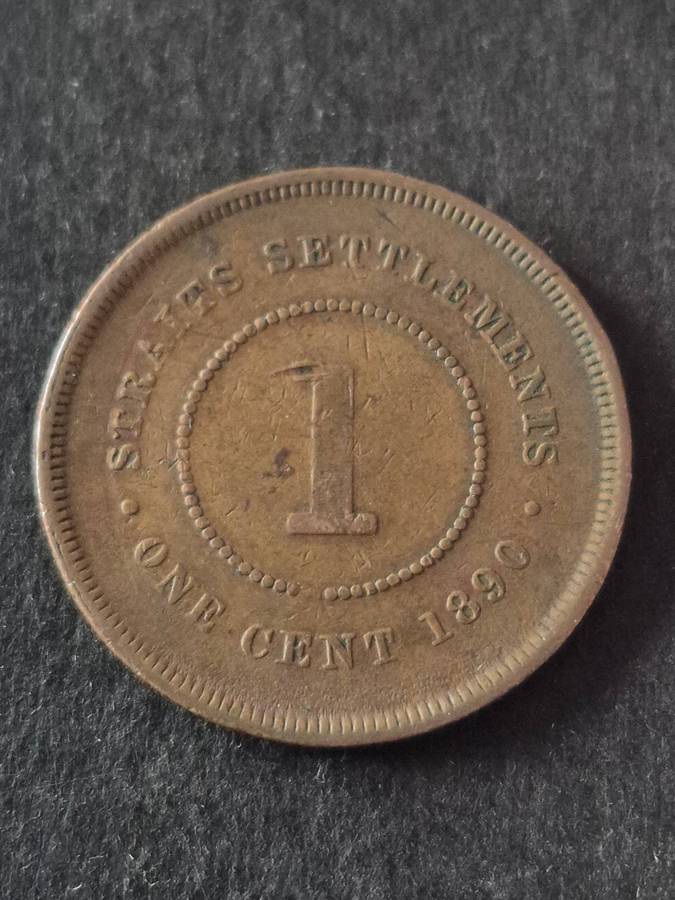 STRAITS SETTLEMENTS
1
• ONE CENT 1890 •